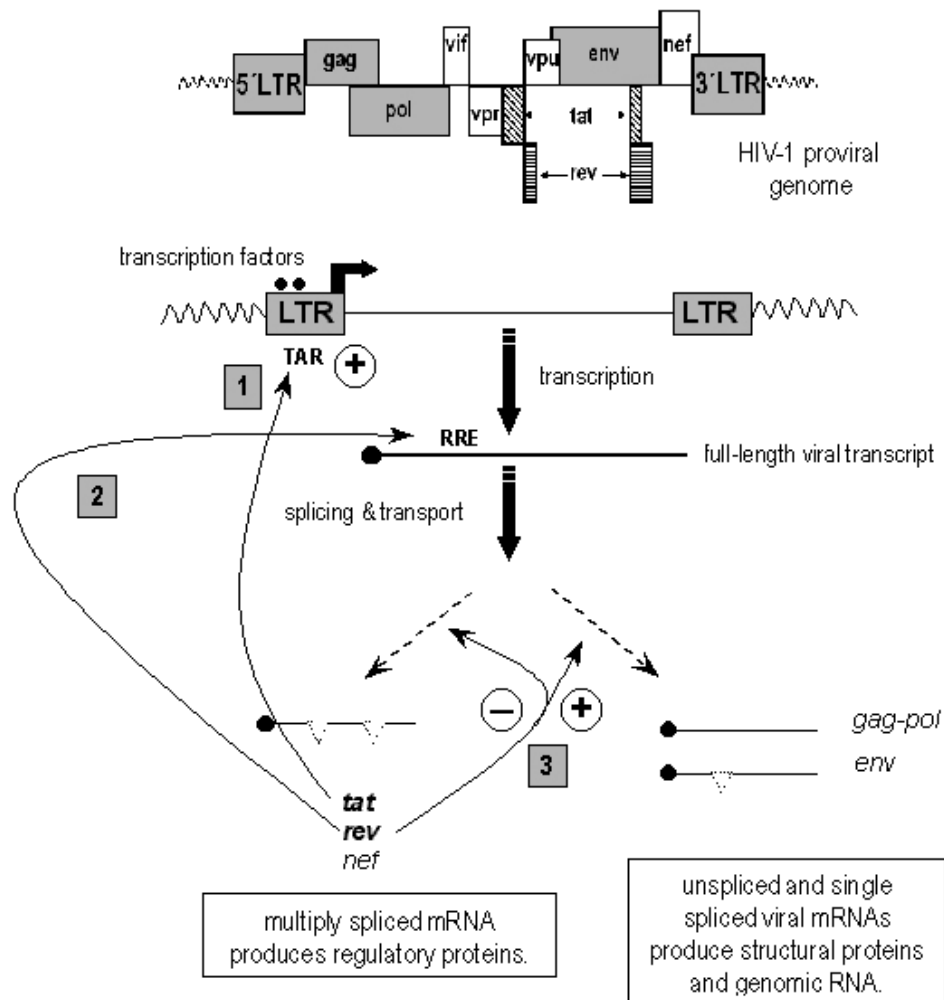 vif
nef
gag
vpu
env
5´LTR
3´LTR
pol
vpr
tat
rev
HIV-1 proviral
genome
transcription factors
LTR
LTR
TAR
+
1
transcription
RRE
full-length viral transcript
2
splicing & transport
−
+
gag-pol
env
3
tat
rev
nef
multiply spliced mRNA
produces regulatory proteins.
unspliced and single
spliced viral mRNAs
produce structural proteins
and genomic RNA.